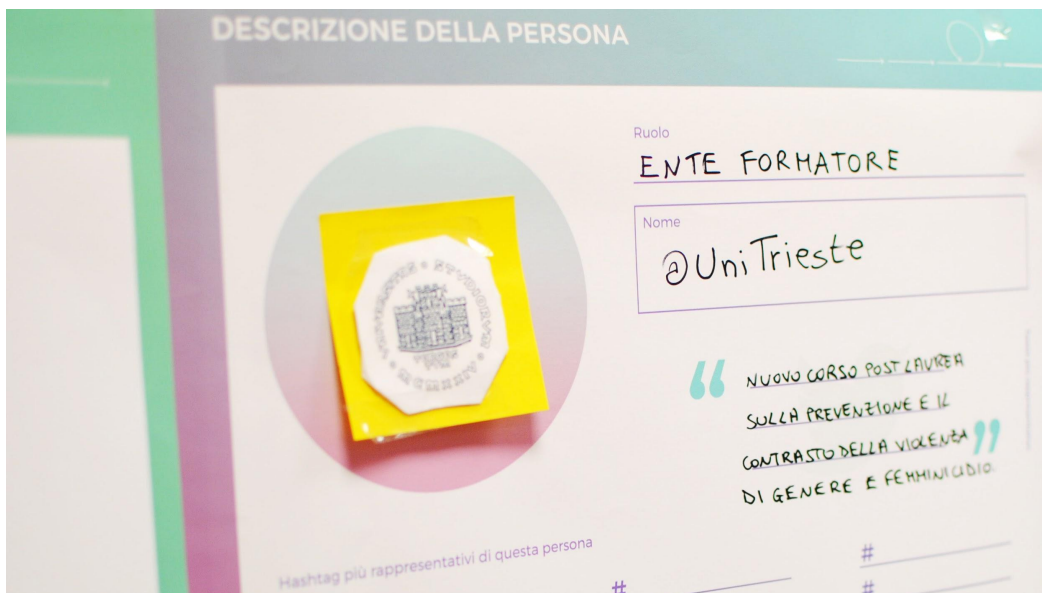 DESCRIZIONE DELLA PERSONA
Ruolo
ENTE FORMATORE
Nome
@UniTrieste
“ NUOVO CORSO POST LAUREA
SULLA PREVENZIONE E IL
CONTRASTO DELLA VIOLENZA ”
DI GENERE E FEMMINICIDIO.
Hashtag più rappresentativi di questa persona
#
#
#